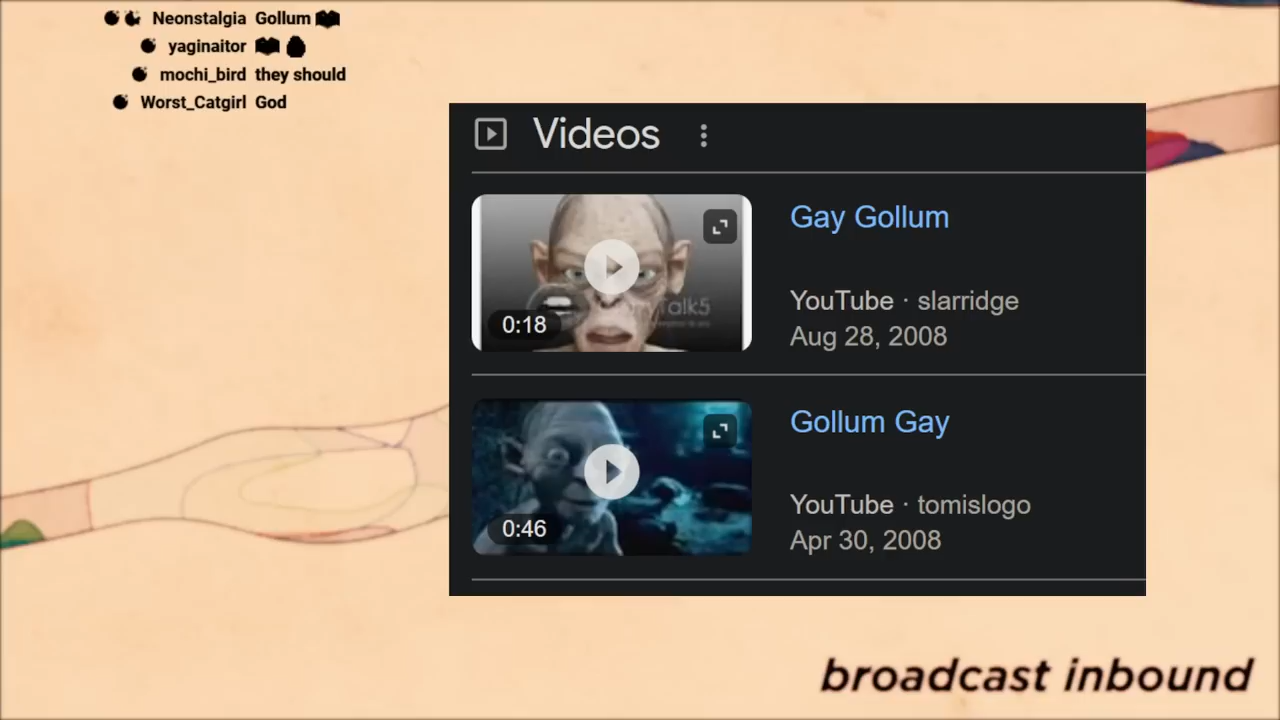 Neonstalgia Gollum
yaginaitor
mochi_bird they should
Worst_Catgirl God
Videos
Gay Gollum
YouTube · slarridge
Aug 28, 2008
0:18
Gollum Gay
YouTube · tomislogo
Apr 30, 2008
0:46
broadcast inbound